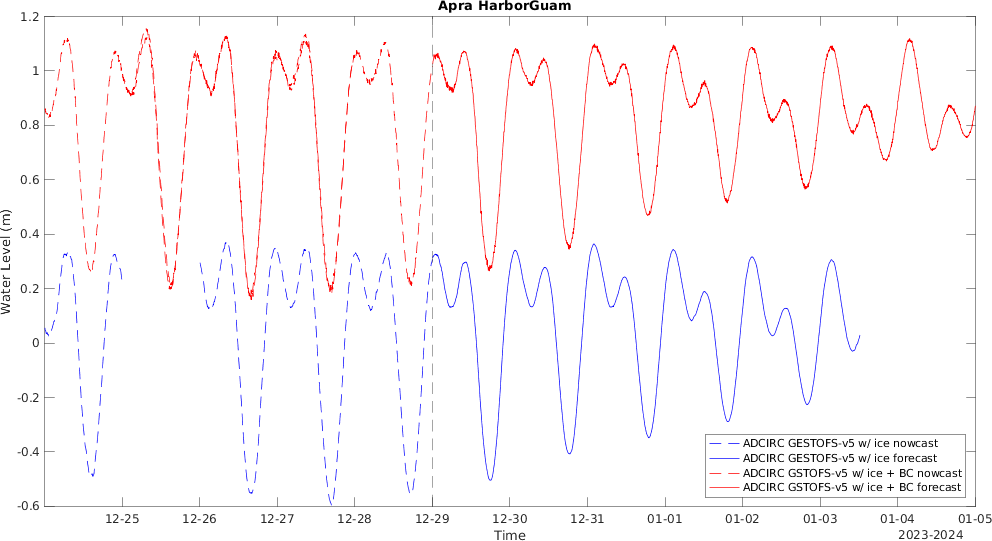 Apra HarborGuam
1.2
1
0.8
0.6
0.4
0.2
0
-0.2
-0.4
-0.6
Water Level (m)
ADCIRC GESTOFS-v5 w/ ice nowcast
ADCIRC GESTOFS-v5 w/ ice forecast
ADCIRC GSTOFS-v5 w/ ice + BC nowcast
ADCIRC GSTOFS-v5 w/ ice + BC forecast
12-25 12-26 12-27 12-28 12-29 12-30 12-31 01-01 01-02 01-03 01-04 01-05
Time
2023-2024